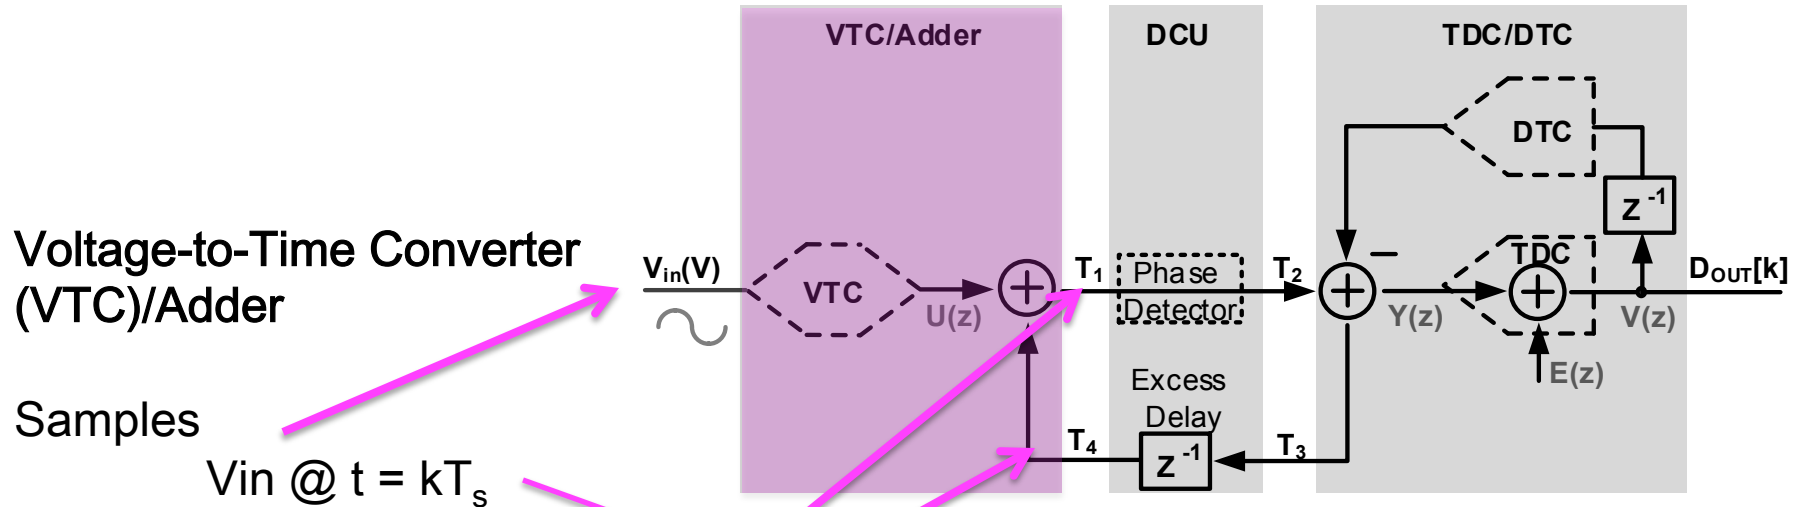 VTC/Adder
DCU
TDC/DTC
DTC
Z -1
Voltage-to-Time Converter
(VTC)/Adder
Vin(V)
VTC
U(z)
T1
Phase
Detector
T2
Y(z)
TDC
V(z)
DOUT[k]
E(z)
Excess
Delay
T4
Z -1
T3
Samples
Vin @ t = kTs